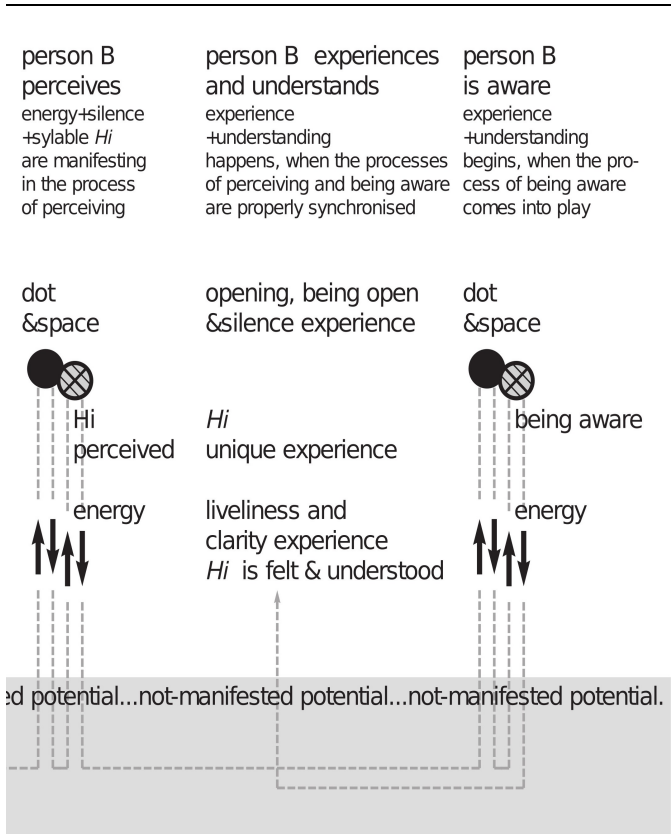 person B
perceives
energy+silence
+sylable Hi
are manifesting
in the process
of perceiving
person B experiences
and understands
experience
+understanding
happens, when the processes
of perceiving and being aware
are properly synchronised
person B
is aware
experience
+understanding
begins, when the pro-
cess of being aware
comes into play
dot
&space
opening, being open
&silence experience
dot
&space
Hi
perceived
Hi
unique experience
being aware
energy
liveliness and
clarity experience
Hi is felt & understood
energy
ed potential...not-manifested potential...not-manifested potential.